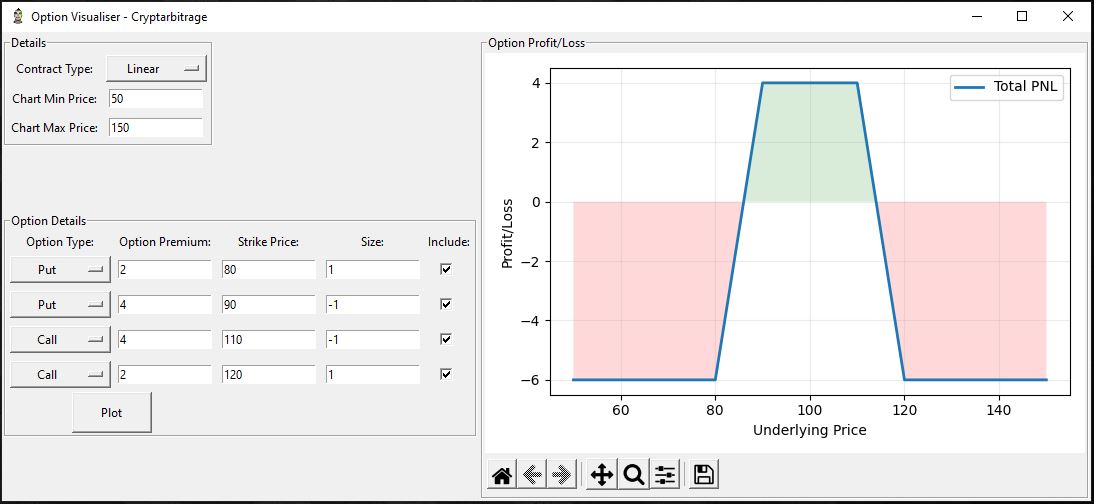 Option Visualiser - Cryptarbitrage
Details
Contract Type: Linear
Chart Min Price: 50
Chart Max Price: 150
Option Details
Option Type: Option Premium: Strike Price: Size: Include:
Put 2 80 1
Put 4 90 -1
Call 4 110 -1
Call 2 120 1
Plot
Option Profit/Loss
Total PNL
4
2
0
−2
−4
−6
Profit/Loss
60 80 100 120 140
Underlying Price